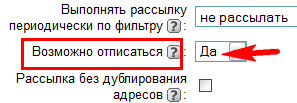 Выполнять рассылку
периодически по фильтру [?]: не рассылать
Возможно отписаться [?]: Да
Рассылка без дублирования
адресов [?]: